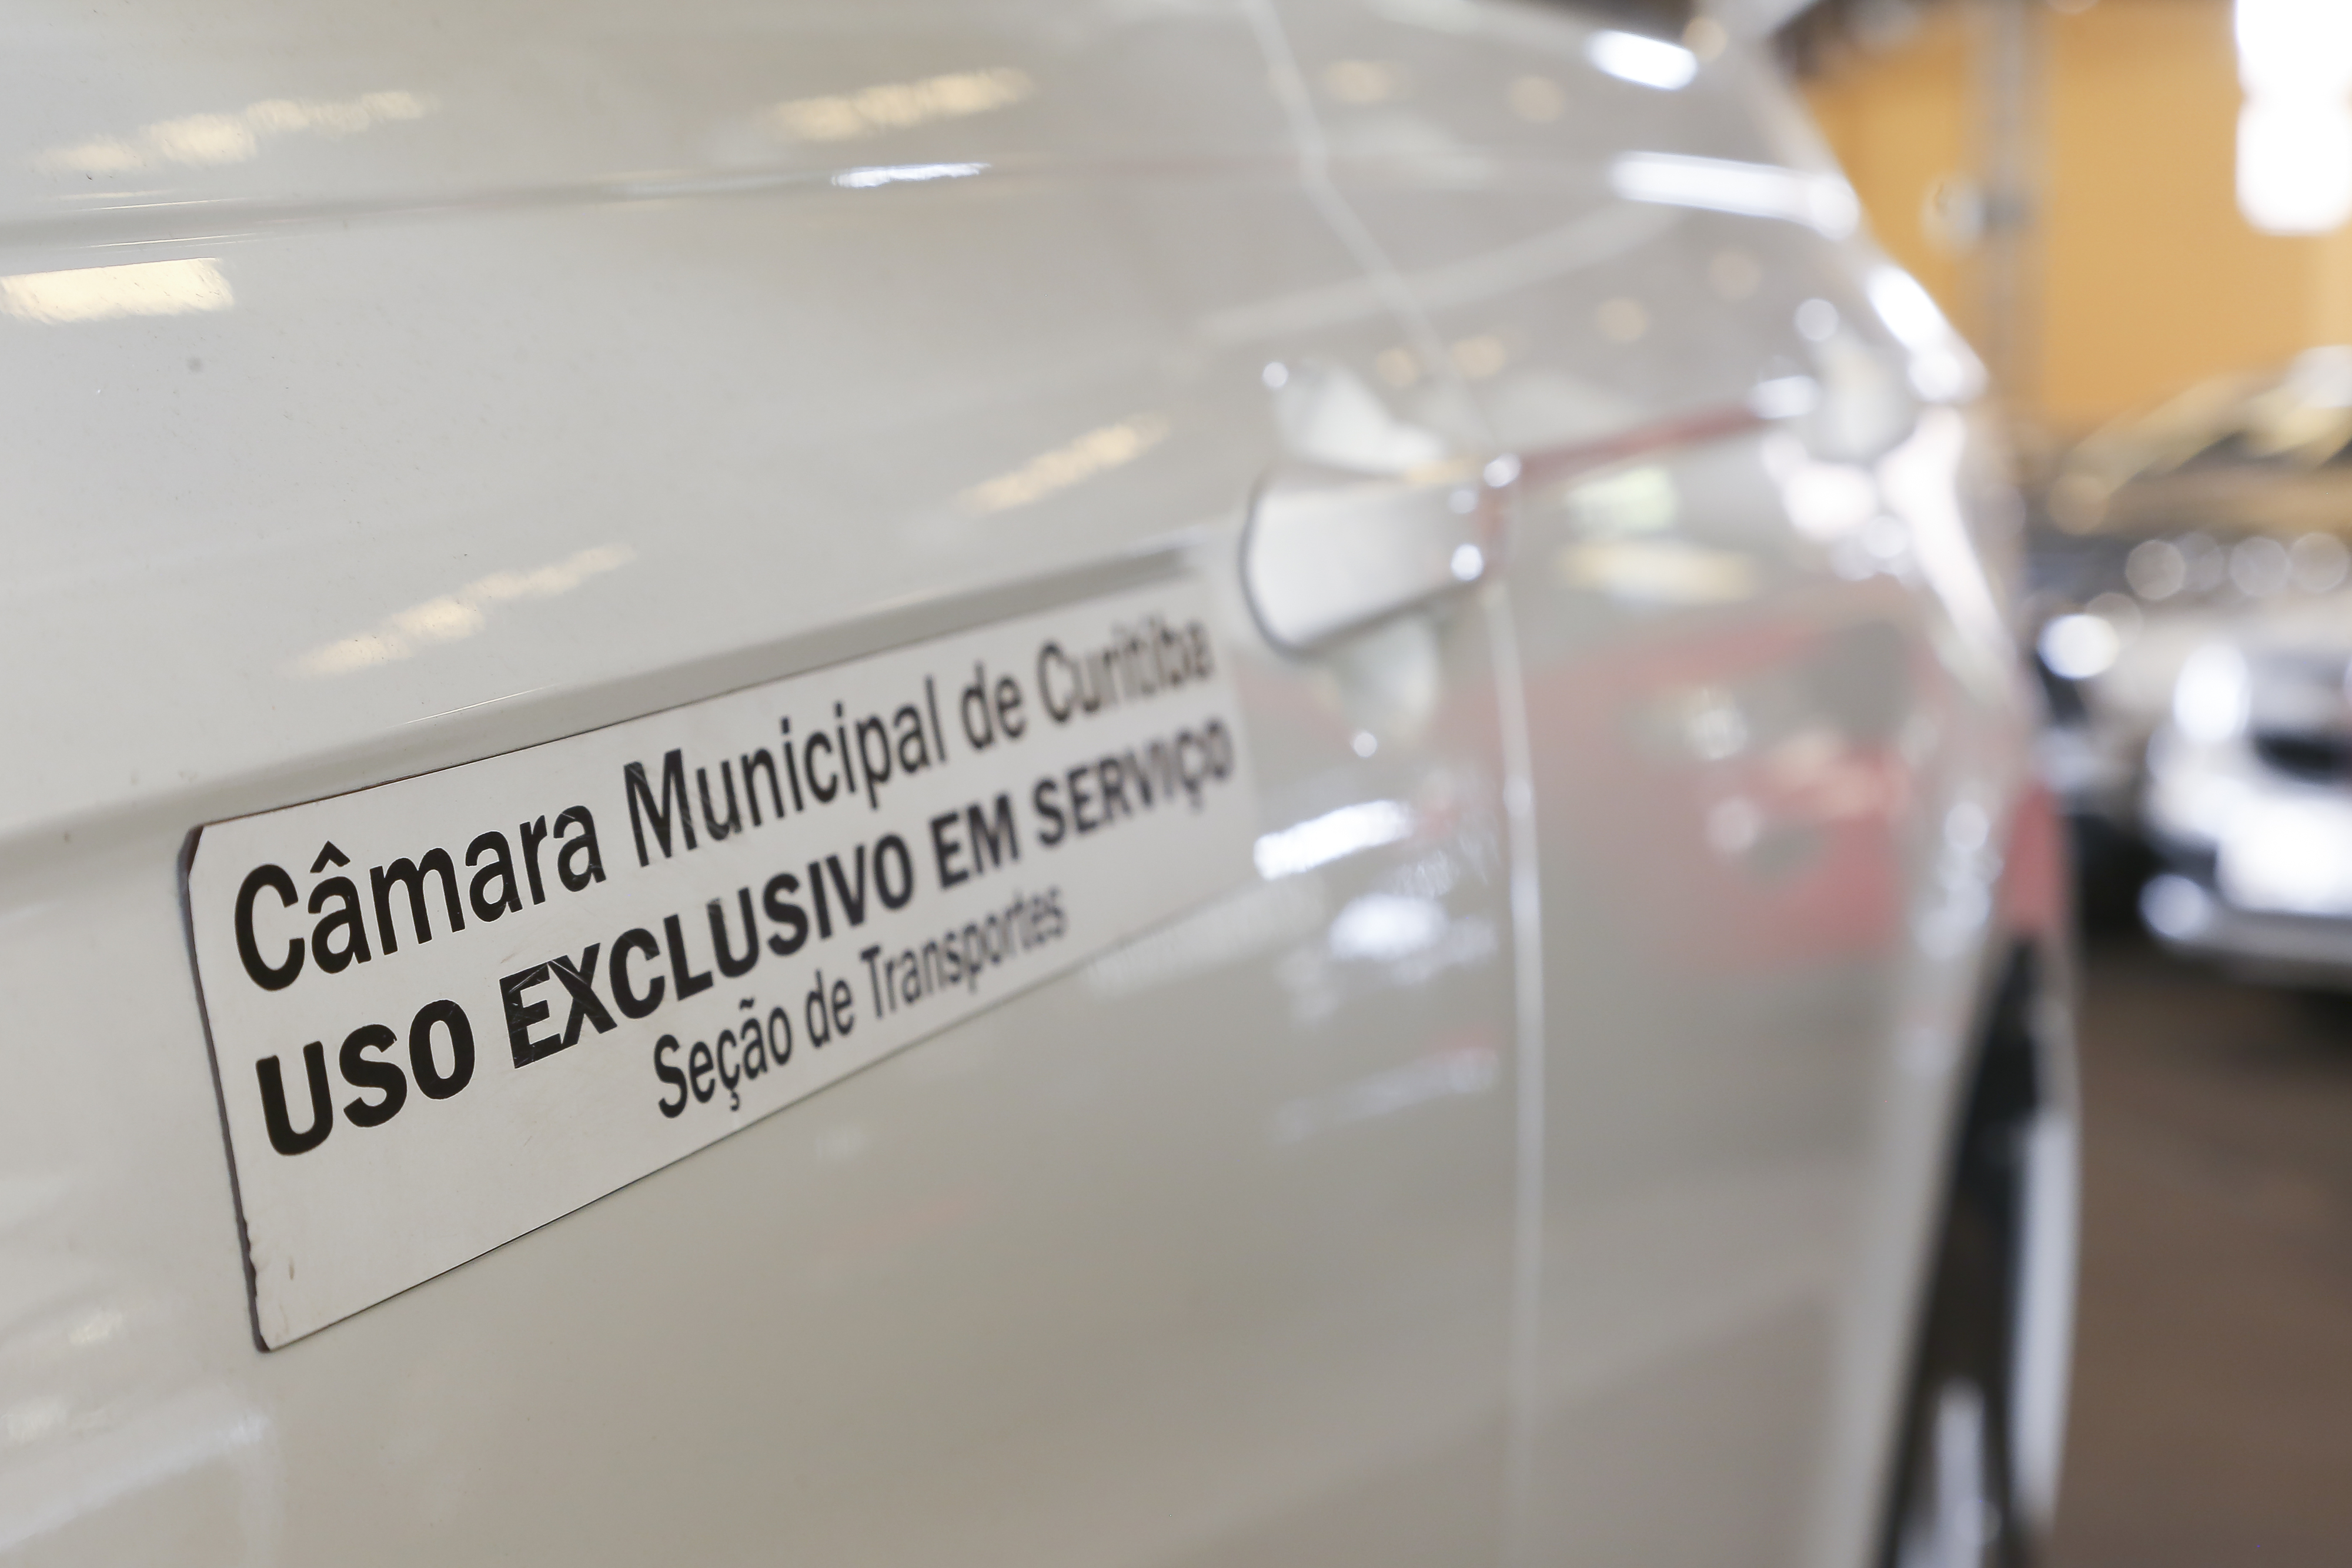 Câmara Municipal de Curitiba
USO EXCLUSIVO EM SERVIÇO
Seção de Transportes